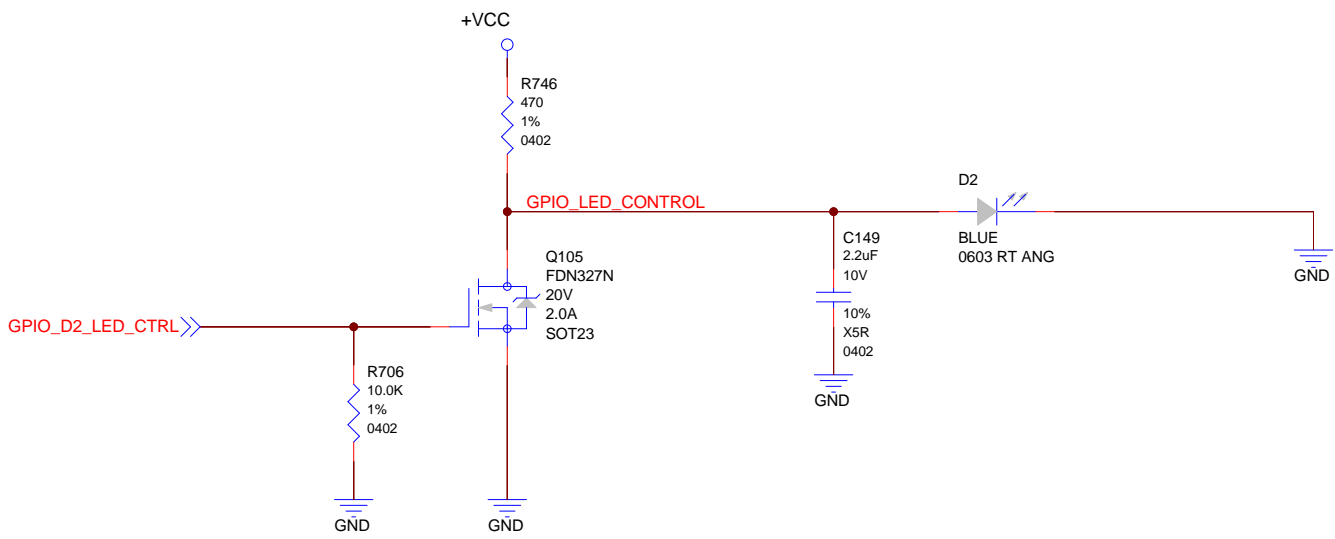 +VCC
R746
470
1%
0402
GPIO_LED_CONTROL
D2
BLUE
0603 RT ANG
GND
C149
2.2uF
10V
10%
X5R
0402
GND
Q105
FDN327N
20V
2.0A
SOT23
GPIO_D2_LED_CTRL
R706
10.0K
1%
0402
GND
GND